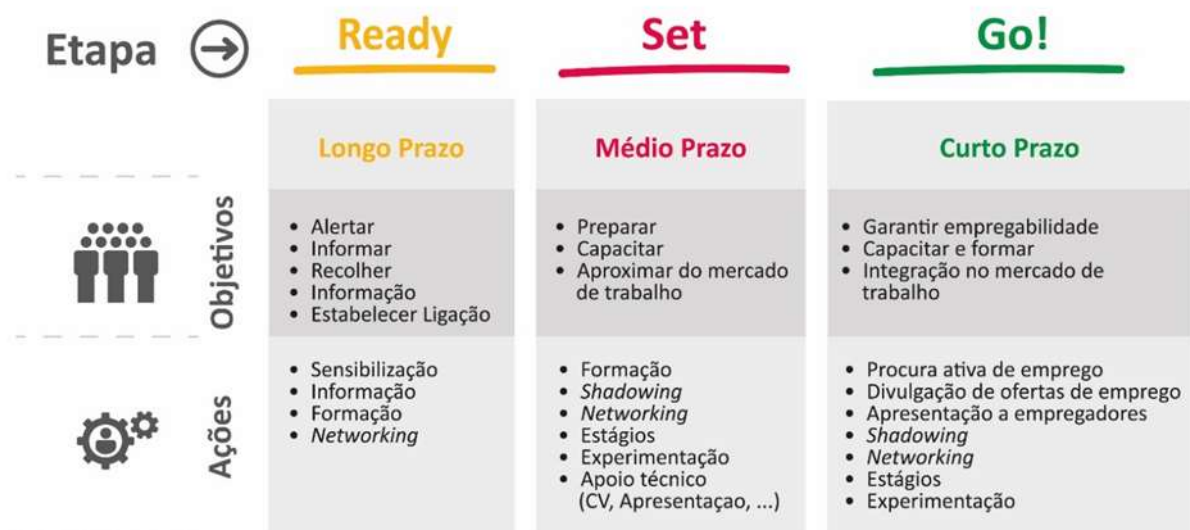 Etapa
Ready
Set
Go!
Longo Prazo
Médio Prazo
Curto Prazo
Objetivos
• Alertar
• Informar
• Recolher
• Informação
• Estabelecer Ligação
• Preparar
• Capacitar
• Aproximar do mercado
de trabalho
• Garantir empregabilidade
• Capacitar e formar
• Integração no mercado de
trabalho
Ações
• Sensibilização
• Informação
• Formação
• Networking
• Formação
• Shadowing
• Networking
• Estágios
• Experimentação
• Apoio técnico
(CV, Apresentaçao, ...)
• Procura ativa de emprego
• Divulgação de ofertas de emprego
• Apresentação a empregadores
• Shadowing
• Networking
• Estágios
• Experimentação